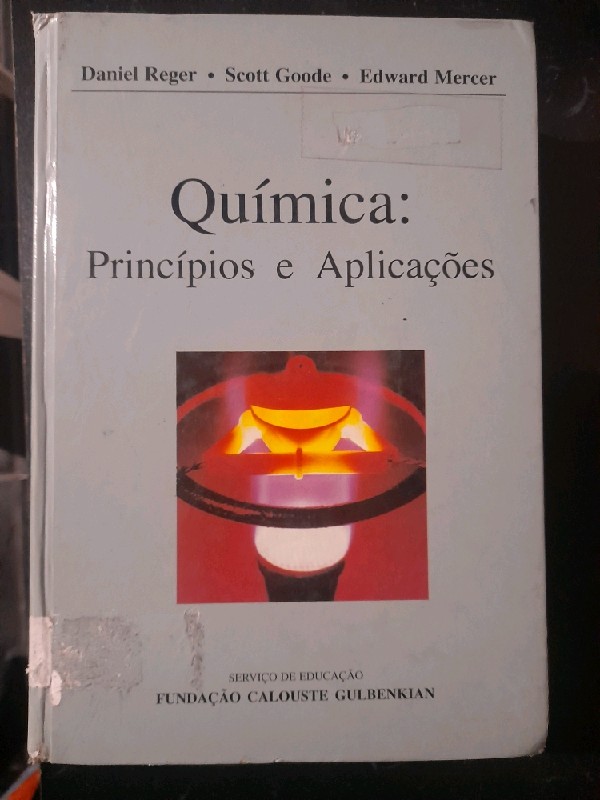 Daniel Reger • Scott Goode • Edward Mercer
Química:
Princípios e Aplicações
SERVIÇO DE EDUCAÇÃO
FUNDAÇÃO CALOUSTE GULBENKIAN